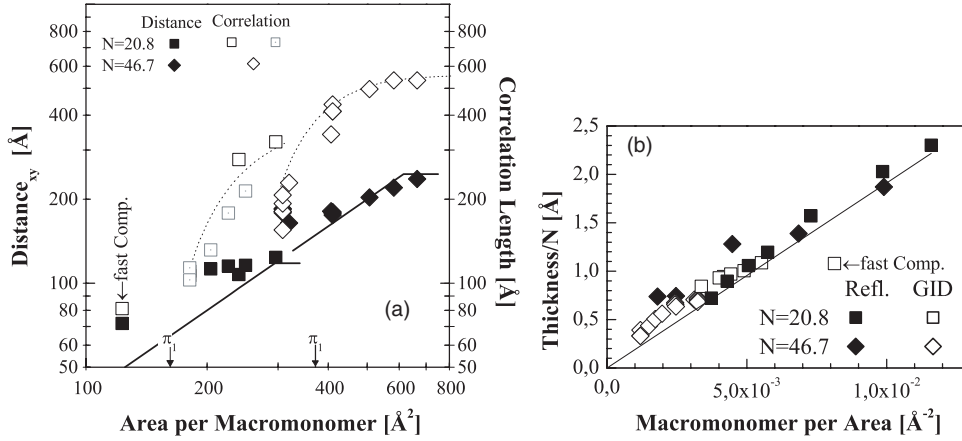 (a)
Distance Correlation
N=20.8
N=46.7
800
600
400
200
100
80
70
60
50
Distance_xy [Å]
800
600
400
200
100
80
70
60
50
Correlation Length [Å]
←fast Comp.
π₁
π₁
100 200 400 600 800
Area per Macromonomer [Å²]
(b)
2,5
2,0
1,5
1,0
0,5
0,0
Thickness/N [Å]
←fast Comp.
Refl. GID
N=20.8
N=46.7
0,0 5,0x10⁻³ 1,0x10⁻²
Macromonomer per Area [Å⁻²]